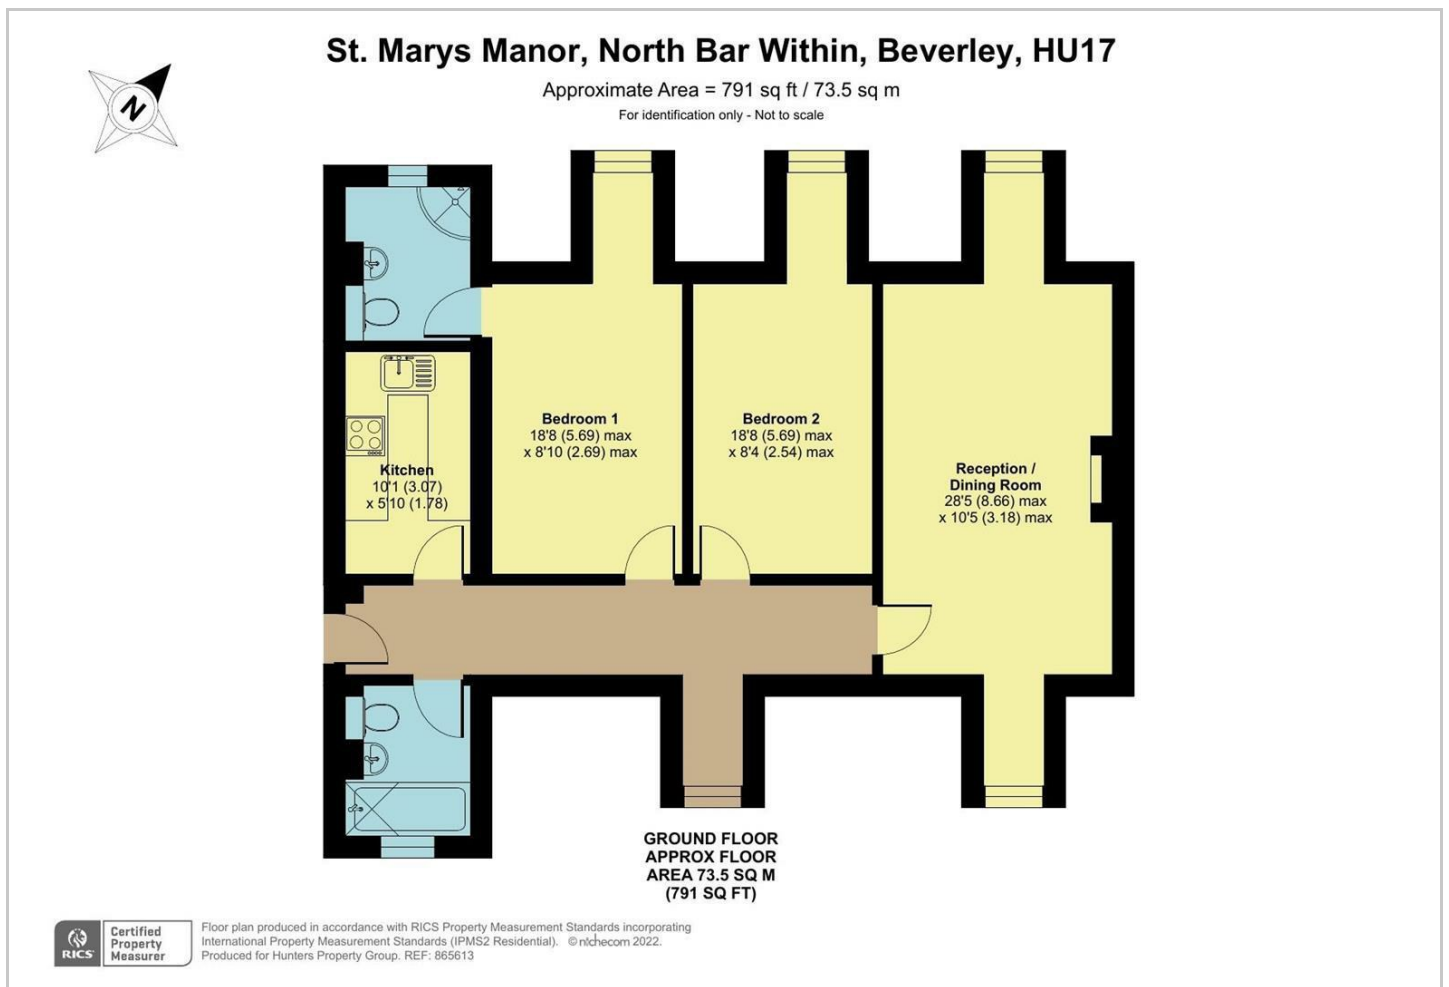 St. Marys Manor, North Bar Within, Beverley, HU17
Approximate Area = 791 sq ft / 73.5 sq m
For identification only - Not to scale
N
Bedroom 1
18'8 (5.69) max
x 8'10 (2.69) max
Bedroom 2
18'8 (5.69) max
x 8'4 (2.54) max
Kitchen
10'1 (3.07)
x 5'10 (1.78)
Reception /
Dining Room
28'5 (8.66) max
x 10'5 (3.18) max
GROUND FLOOR
APPROX FLOOR
AREA 73.5 SQ M
(791 SQ FT)
RICS
Certified
Property
Measurer
Floor plan produced in accordance with RICS Property Measurement Standards incorporating
International Property Measurement Standards (IPMS2 Residential). © nichecom 2022.
Produced for Hunters Property Group. REF: 865613